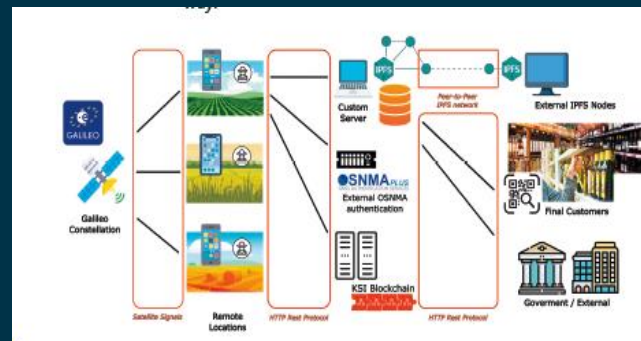 GALILEO
Galileo
Constellation
Satellite Signals
Remote
Locations
HTTP Rest Protocol
Custom
Server
IPFS
Peer-to-Peer
IPFS network
IPFS
External IPFS Nodes
OSNMA PLUS
External OSNMA
authentication
KSI Blockchain
HTTP Rest Protocol
Final Customers
Goverment / External